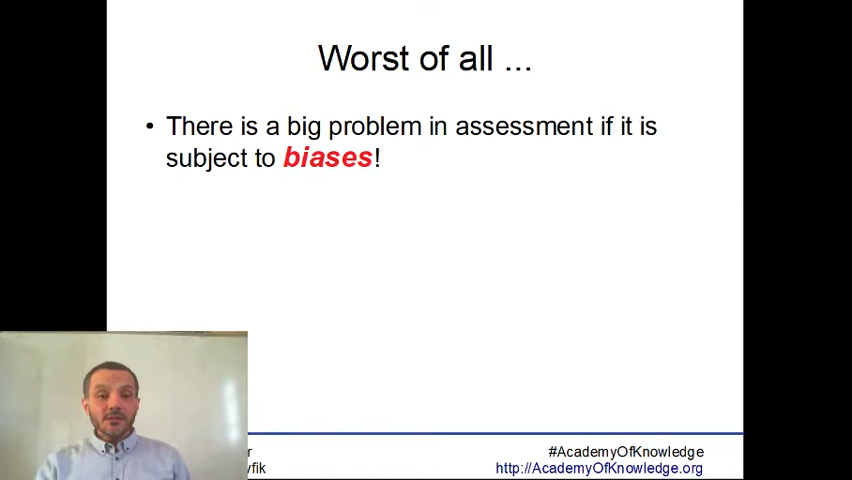 Worst of all ...
• There is a big problem in assessment if it is
subject to biases!
#AcademyOfKnowledge
http://AcademyOfKnowledge.org